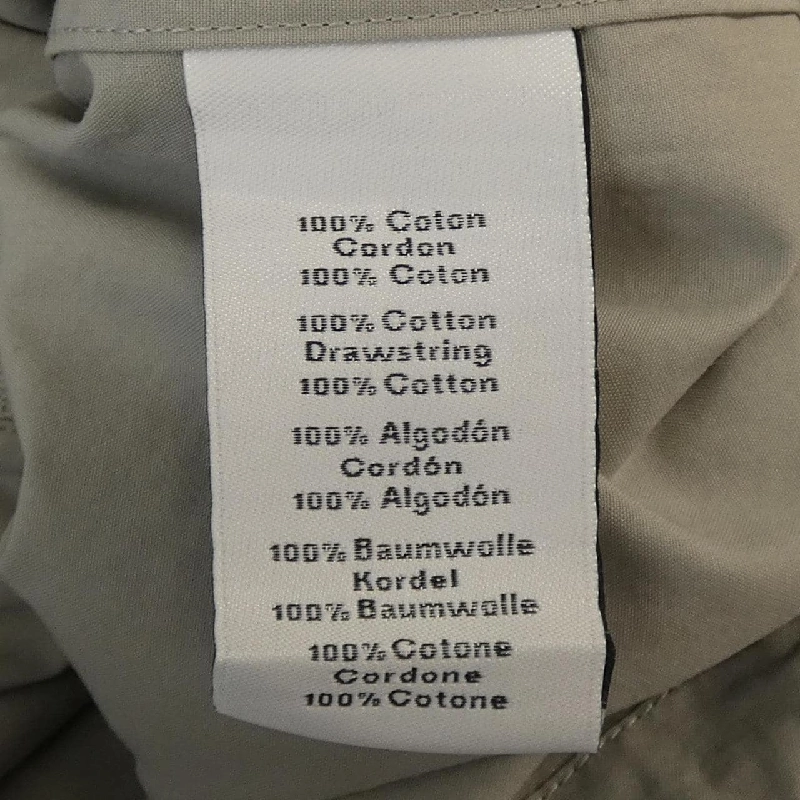 100% Coton
Cordon
100% Coton
100% Cotton
Drawstring
100% Cotton
100% Algodón
Cordón
100% Algodón
100% Baumwolle
Kordel
100% Baumwolle
100% Cotone
Cordone
100% Cotone